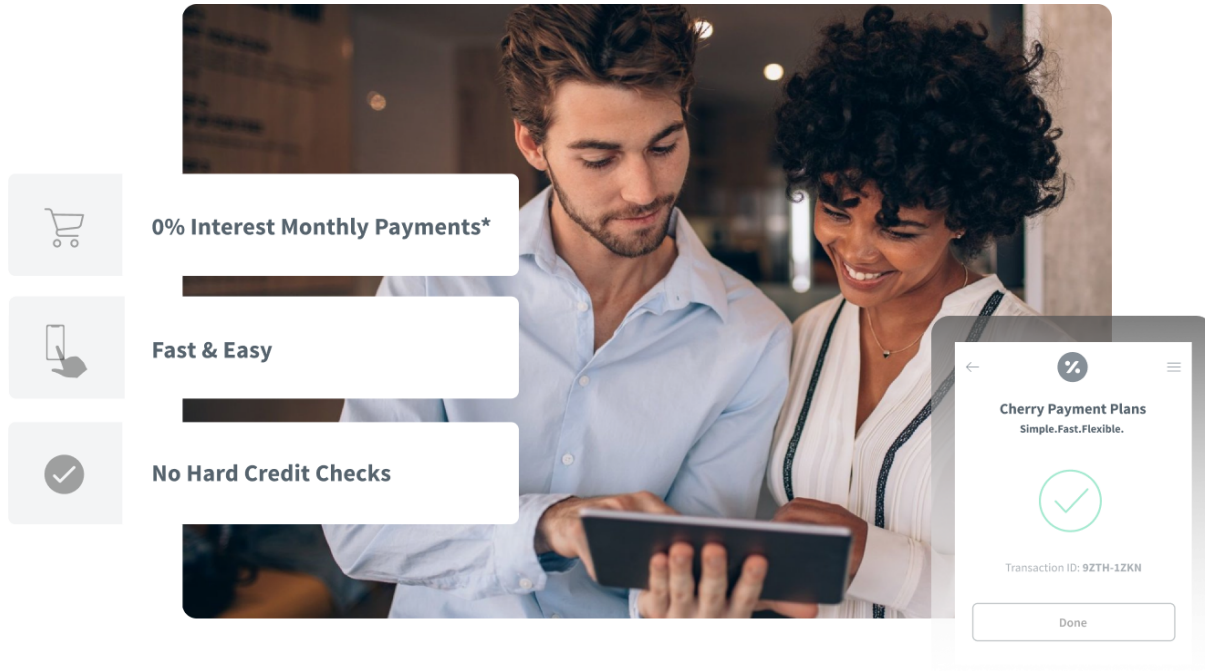 0% Interest Monthly Payments*
Fast & Easy
No Hard Credit Checks
Cherry Payment Plans
Simple.Fast.Flexible.
Transaction ID: 9ZTH-1ZKN
Done